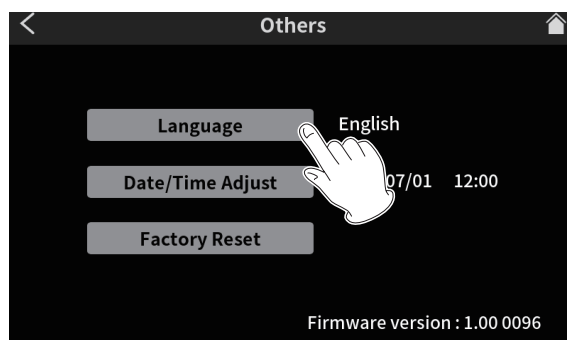 Others
Language English
Date/Time Adjust 07/01 12:00
Factory Reset
Firmware version : 1.00 0096